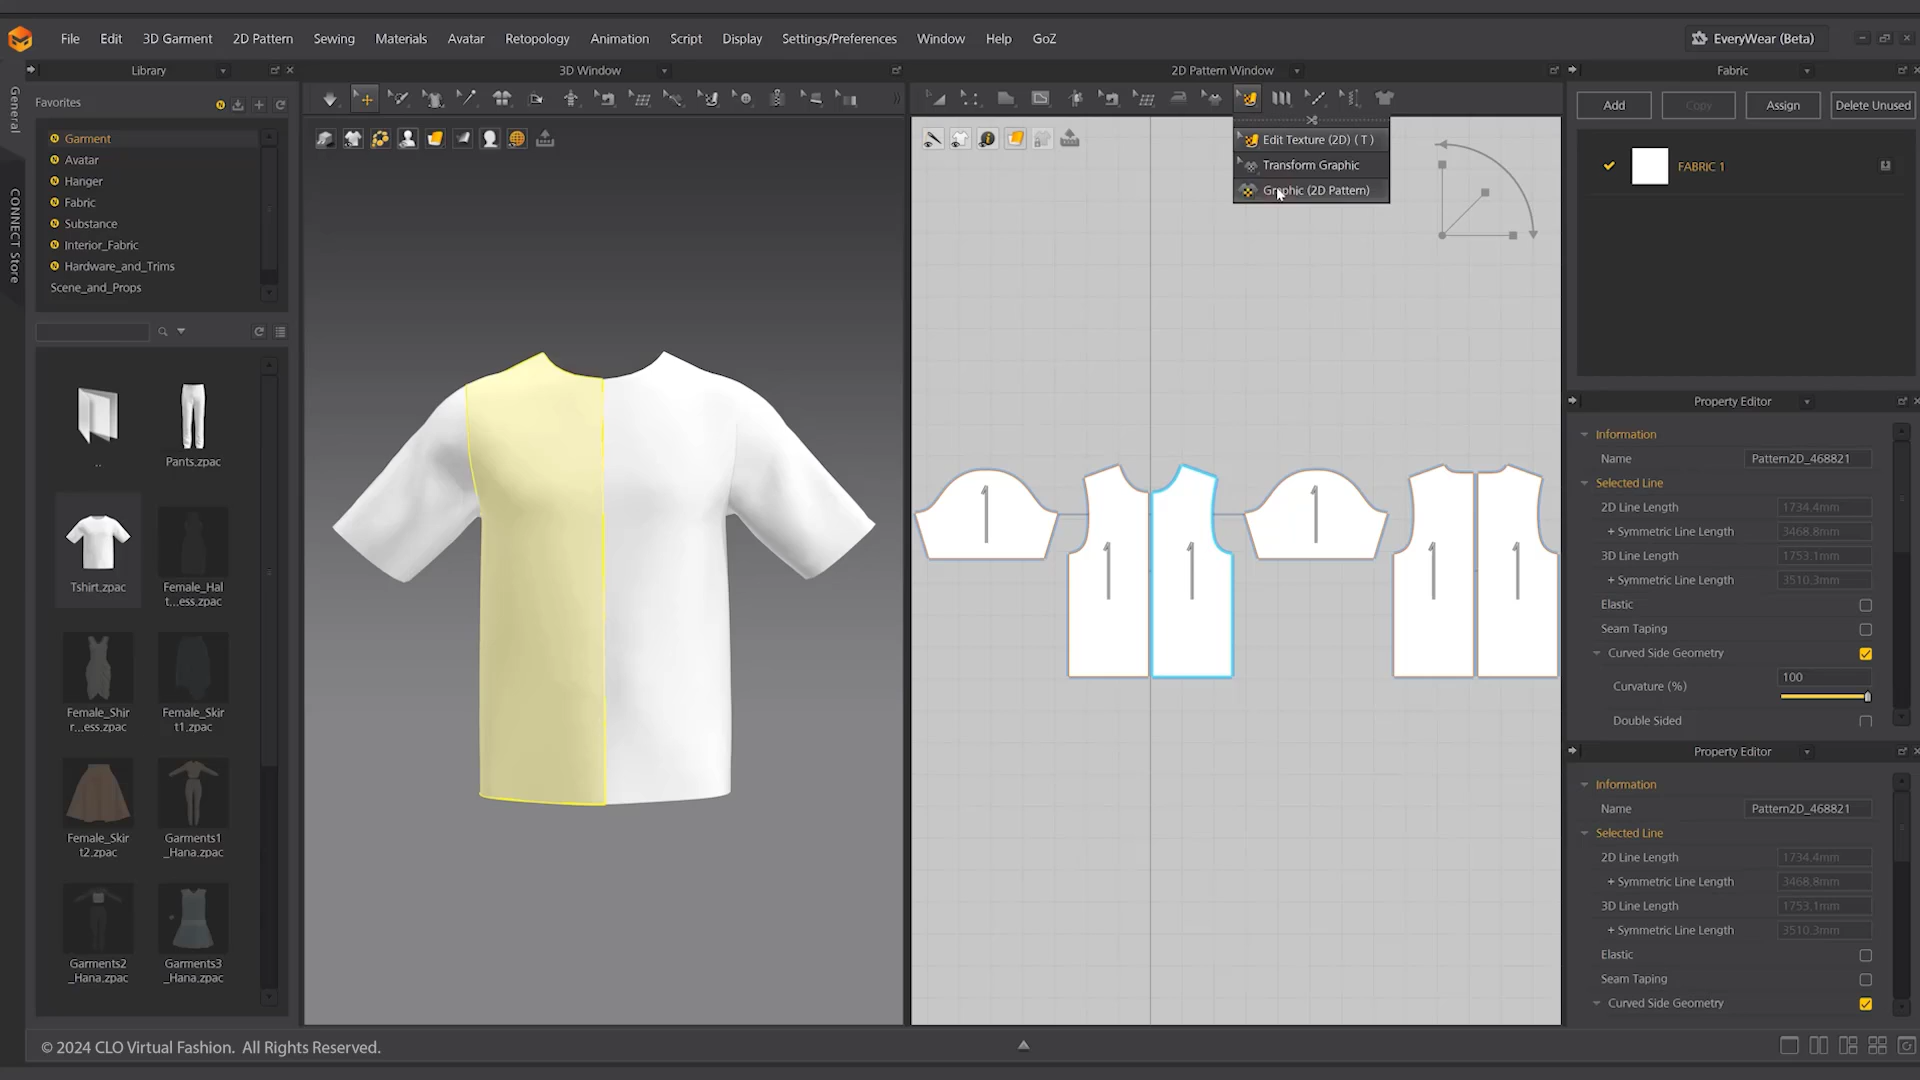 File Edit 3D Garment 2D Pattern Sewing Materials Avatar Retopology Animation Script Display Settings/Preferences Window Help GoZ
EveryWear (Beta)
Library
3D Window
2D Pattern Window
Fabric
General
CONNECT Store
Favorites
Garment
Avatar
Hanger
Fabric
Substance
Interior_Fabric
Hardware_and_Trims
Scene_and_Props
..
Pants.zpac
Tshirt.zpac
Female_Hal
t...ess.zpac
Female_Shir
r...ess.zpac
Female_Skir
t1.zpac
Female_Skir
t2.zpac
Garments1
_Hana.zpac
Garments2
_Hana.zpac
Garments3
_Hana.zpac
Edit Texture (2D) ( T )
Transform Graphic
Graphic (2D Pattern)
Add Copy Assign Delete Unused
FABRIC 1
Property Editor
Information
Name Pattern2D_468821
Selected Line
2D Line Length 1734.4mm
+ Symmetric Line Length 3468.8mm
3D Line Length 1753.1mm
+ Symmetric Line Length 3510.3mm
Elastic
Seam Taping
Curved Side Geometry
Curvature (%) 100
Double Sided
Property Editor
Information
Name Pattern2D_468821
Selected Line
2D Line Length 1734.4mm
+ Symmetric Line Length 3468.8mm
3D Line Length 1753.1mm
+ Symmetric Line Length 3510.3mm
Elastic
Seam Taping
Curved Side Geometry
© 2024 CLO Virtual Fashion. All Rights Reserved.